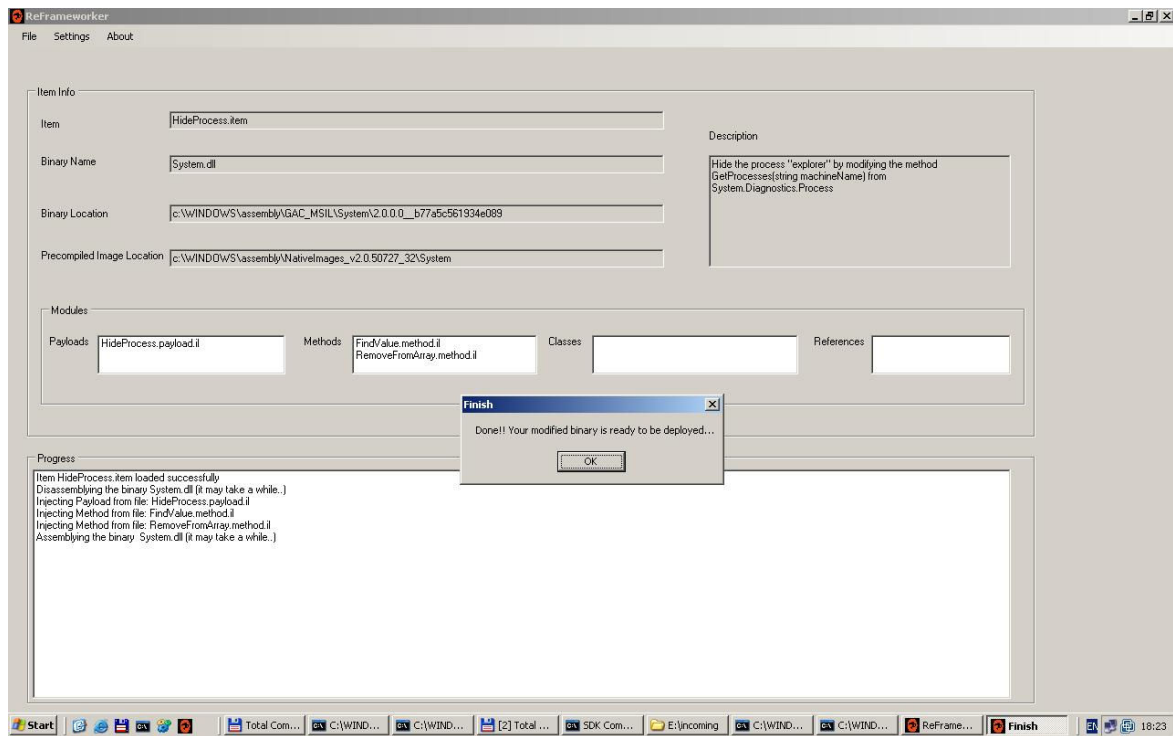 ReFrameworker
File Settings About
Item Info
Item
HideProcess.item
Binary Name
System.dll
Binary Location
c:\WINDOWS\assembly\GAC_MSIL\System\2.0.0.0__b77a5c561934e089
Precompiled Image Location
c:\WINDOWS\assembly\NativeImages_v2.0.50727_32\System
Description
Hide the process "explorer" by modifying the method
GetProcesses(string machineName) from
System.Diagnostics.Process
Modules
Payloads
HideProcess.payload.il
Methods
FindValue.method.il
RemoveFromArray.method.il
Classes
References
Finish
Done!! Your modified binary is ready to be deployed...
OK
Progress
Item HideProcess.item loaded successfully
Disassemblying the binary System.dll (it may take a while..)
Injecting Payload from file: HideProcess.payload.il
Injecting Method from file: FindValue.method.il
Injecting Method from file: RemoveFromArray.method.il
Assemblying the binary System.dll (it may take a while..)
Start Total Com... C:\WIND... C:\WIND... [2] Total ... SDK Com... E:\incoming C:\WIND... C:\WIND... ReFrame... Finish EN 18:23